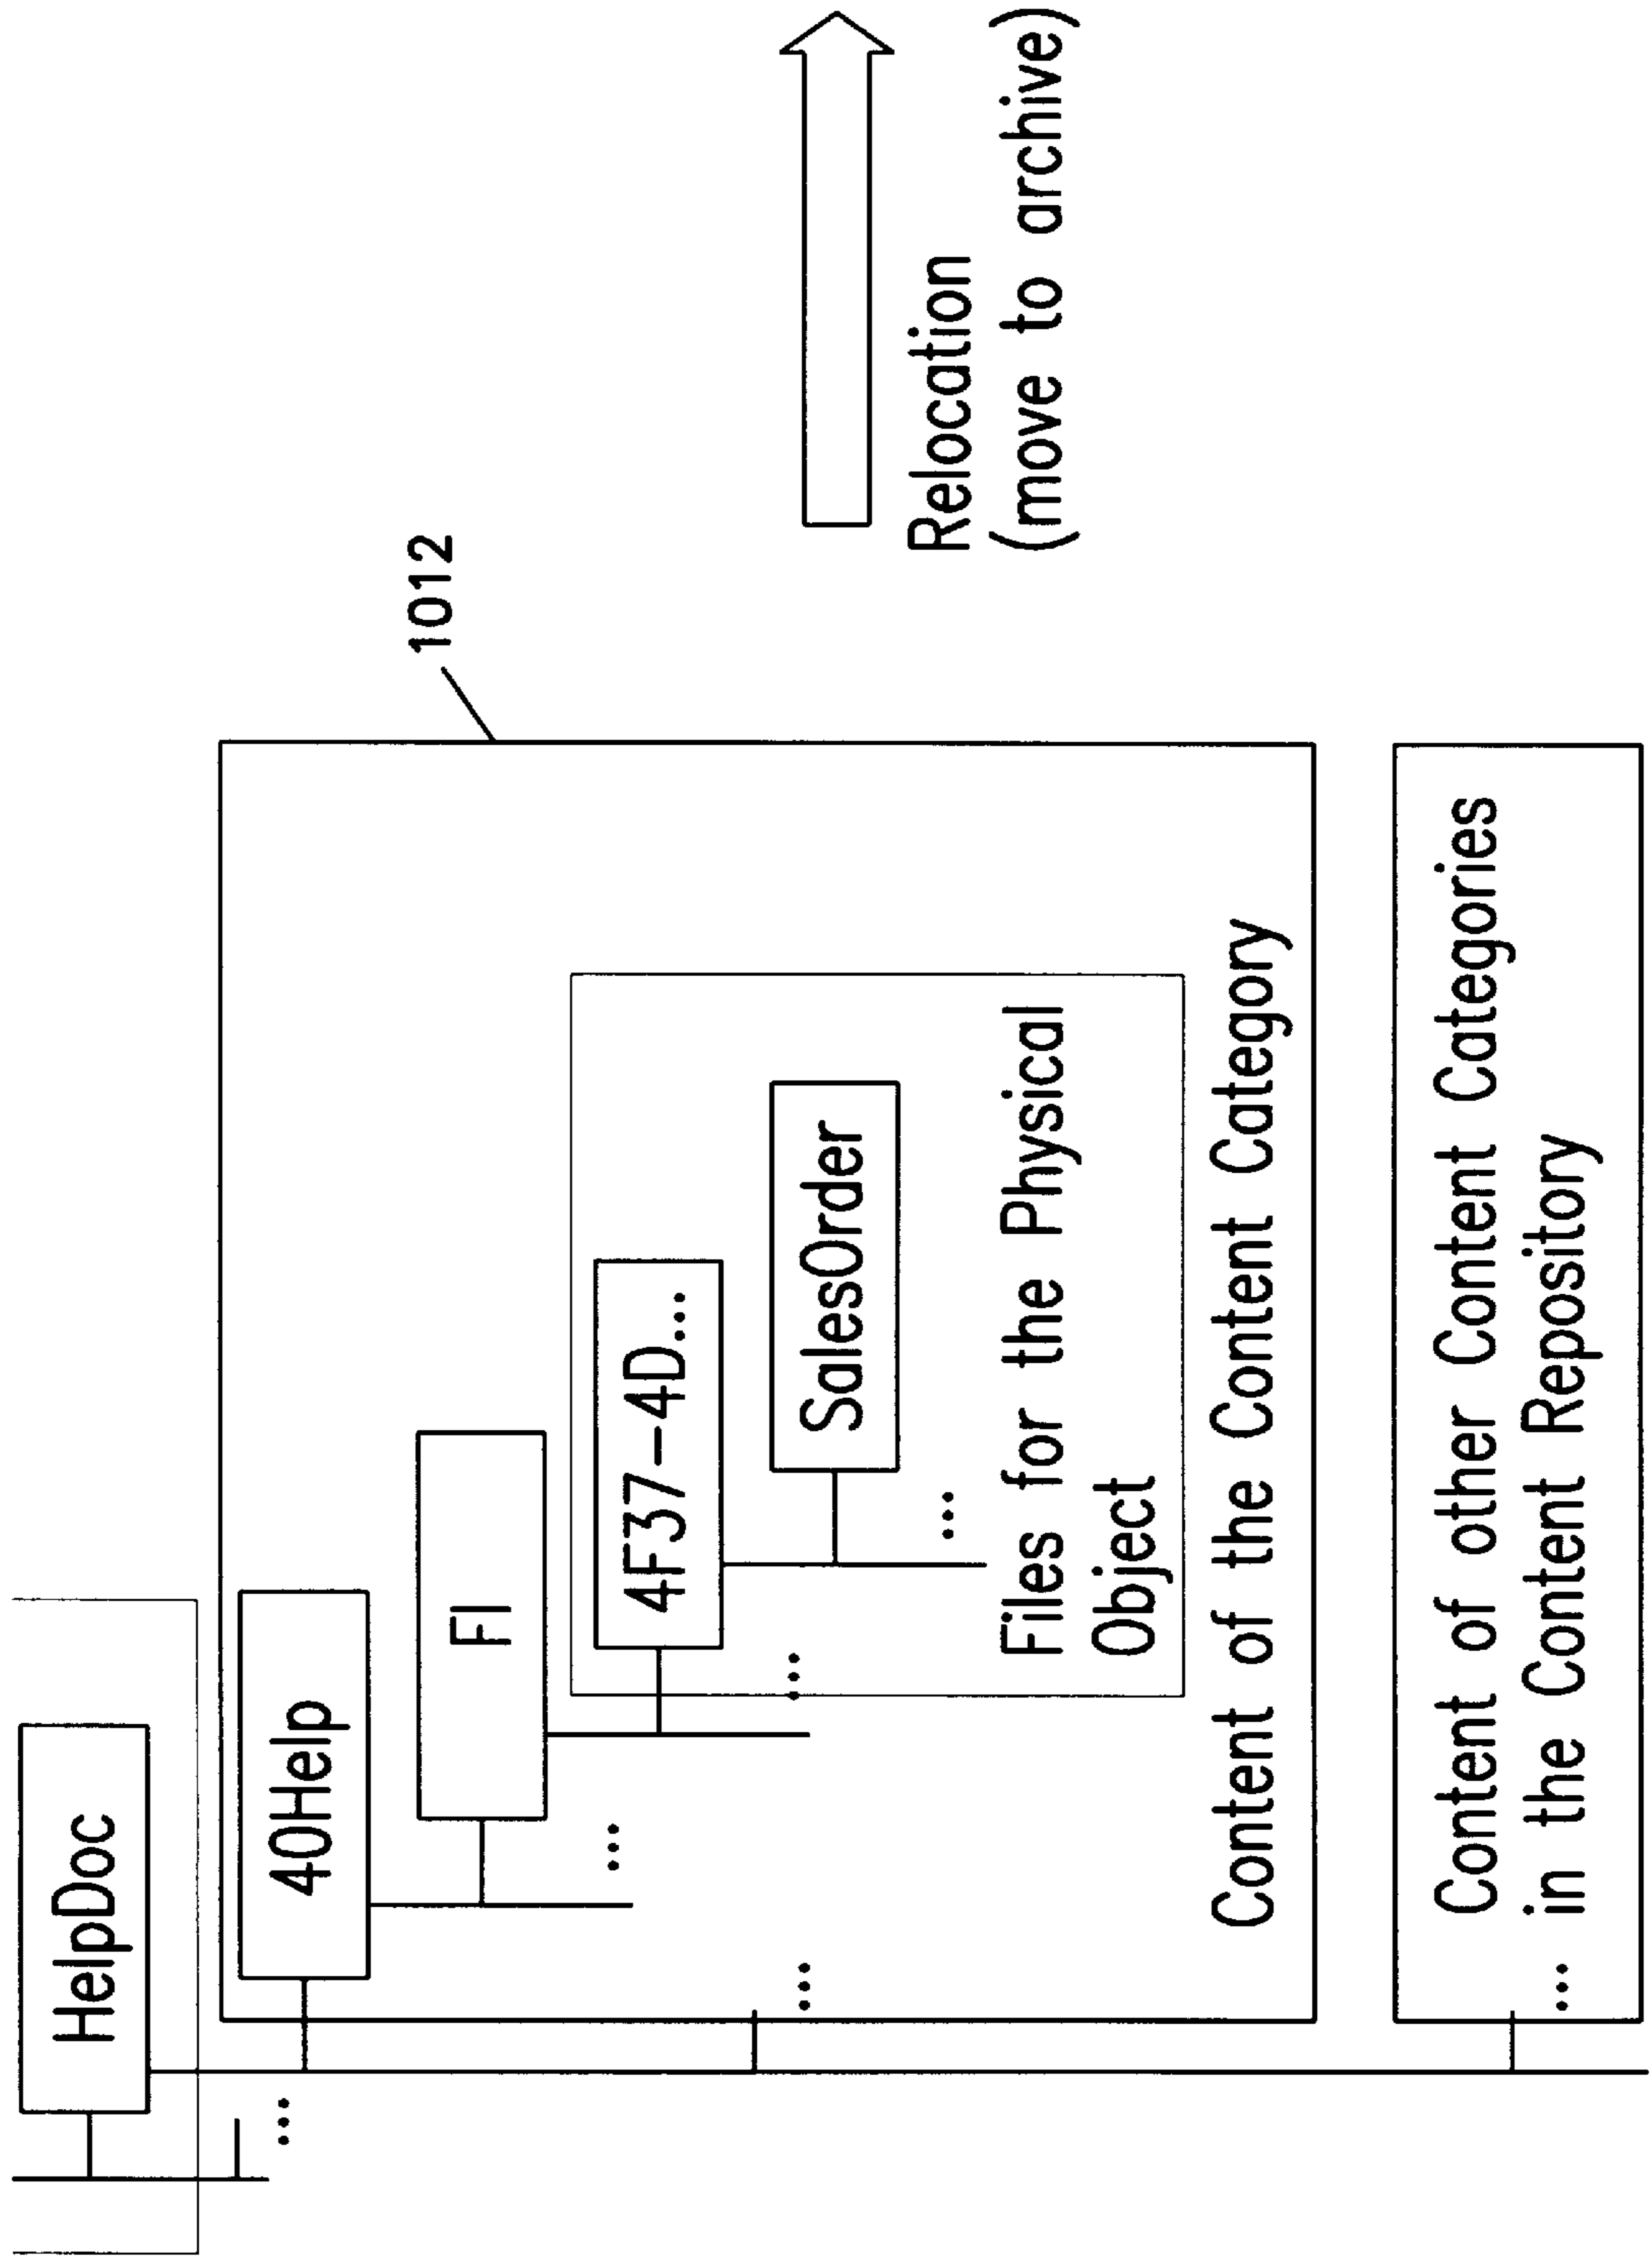 HelpDoc
...
40Help
1012
FI
...
4F37-4D...
...
SalesOrder
...
...
Files for the Physical
Object
Content of the Content Category
Relocation
(move to archive)
Content of other Content Categories
... in the Content Repository